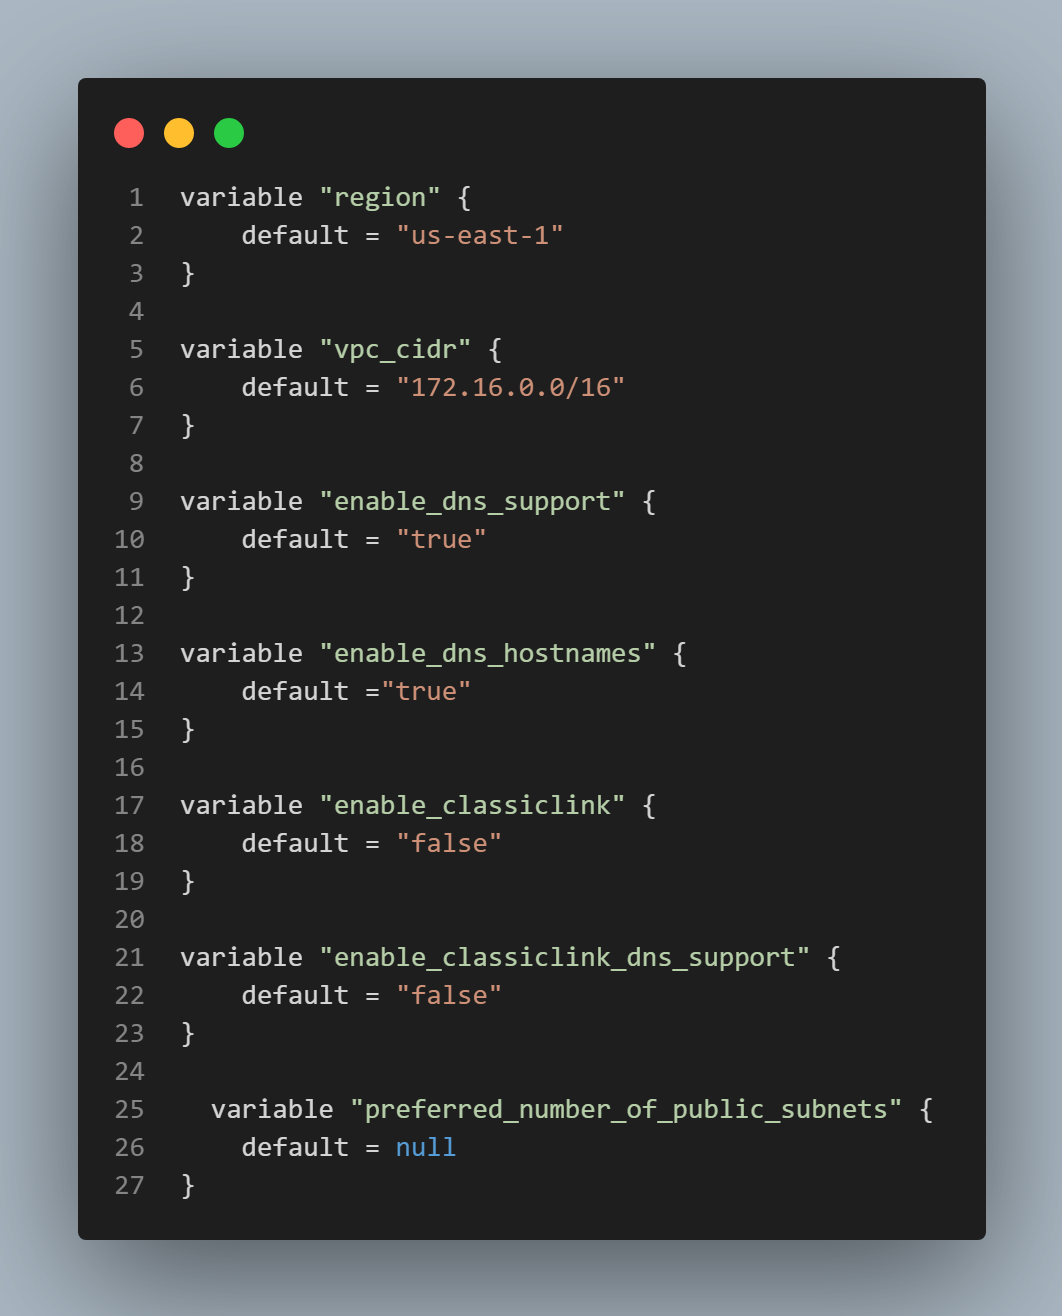 1 variable "region" {
2     default = "us-east-1"
3 }
4
5 variable "vpc_cidr" {
6     default = "172.16.0.0/16"
7 }
8
9 variable "enable_dns_support" {
10     default = "true"
11 }
12
13 variable "enable_dns_hostnames" {
14     default ="true"
15 }
16
17 variable "enable_classiclink" {
18     default = "false"
19 }
20
21 variable "enable_classiclink_dns_support" {
22     default = "false"
23 }
24
25   variable "preferred_number_of_public_subnets" {
26     default = null
27 }